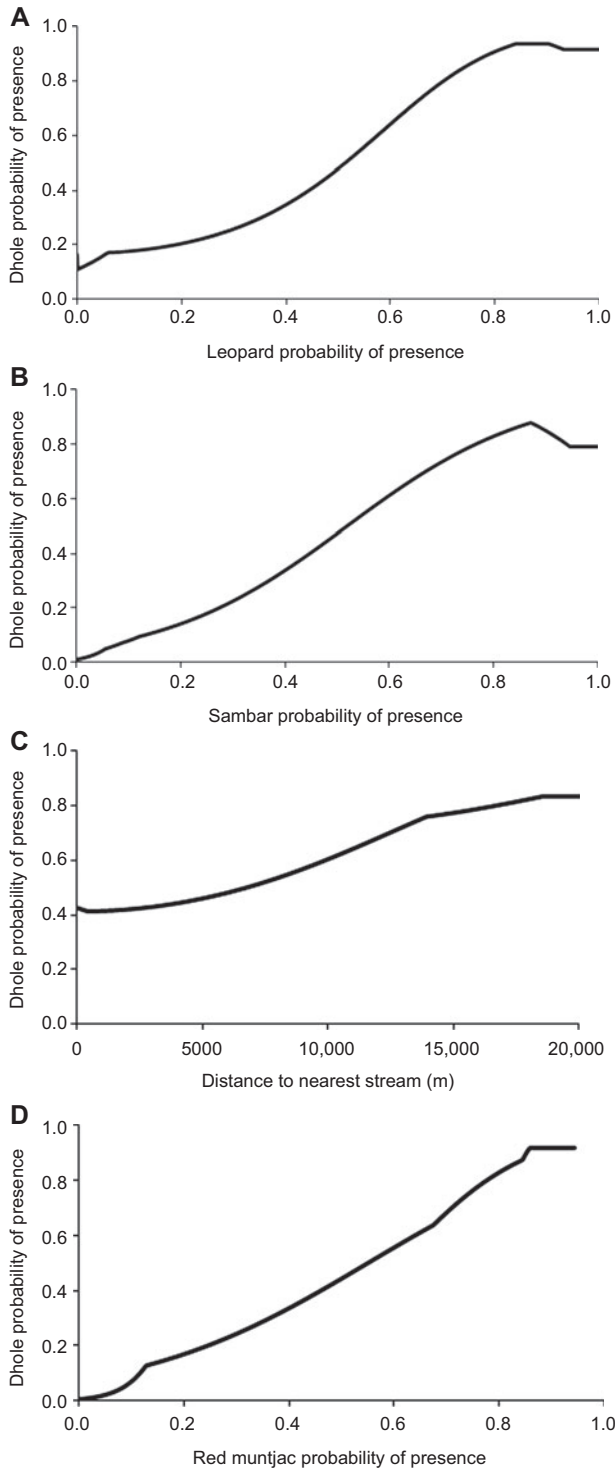 A
Dhole probability of presence
1.0
0.8
0.6
0.4
0.2
0.0
0.0 0.2 0.4 0.6 0.8 1.0
Leopard probability of presence
B
Dhole probability of presence
1.0
0.8
0.6
0.4
0.2
0.0
0.0 0.2 0.4 0.6 0.8 1.0
Sambar probability of presence
C
Dhole probability of presence
1.0
0.8
0.6
0.4
0.2
0.0
0 5000 10,000 15,000 20,000
Distance to nearest stream (m)
D
Dhole probability of presence
1.0
0.8
0.6
0.4
0.2
0.0
0.0 0.2 0.4 0.6 0.8 1.0
Red muntjac probability of presence